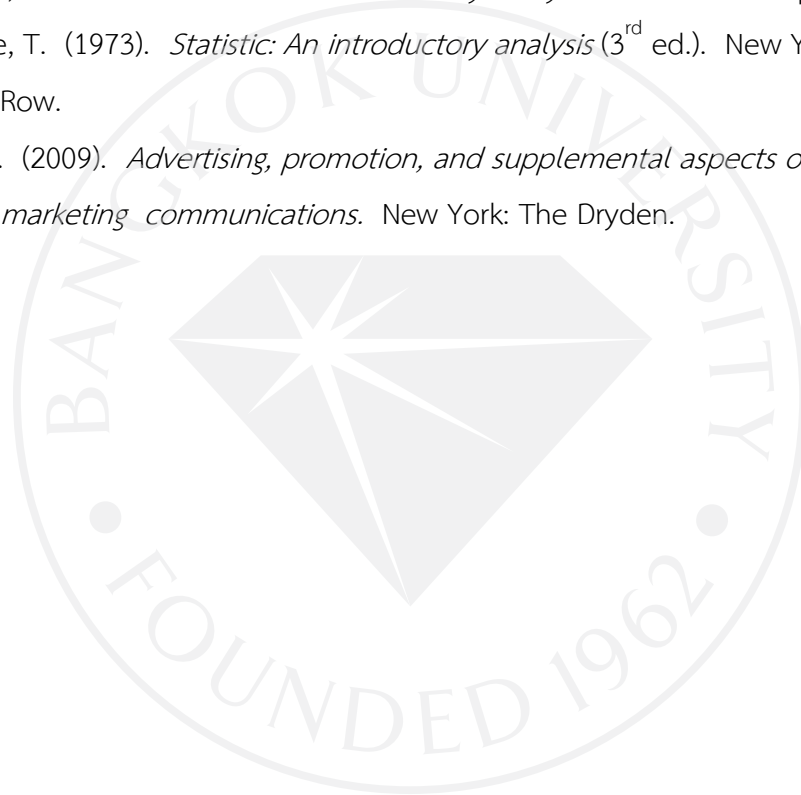 e, T. (1973). Statistic: An introductory analysis (3rd ed.). New Y
Row.
. (2009). Advertising, promotion, and supplemental aspects o
marketing communications. New York: The Dryden.
BANGKOK UNIVERSITY
• FOUNDED 1962 •